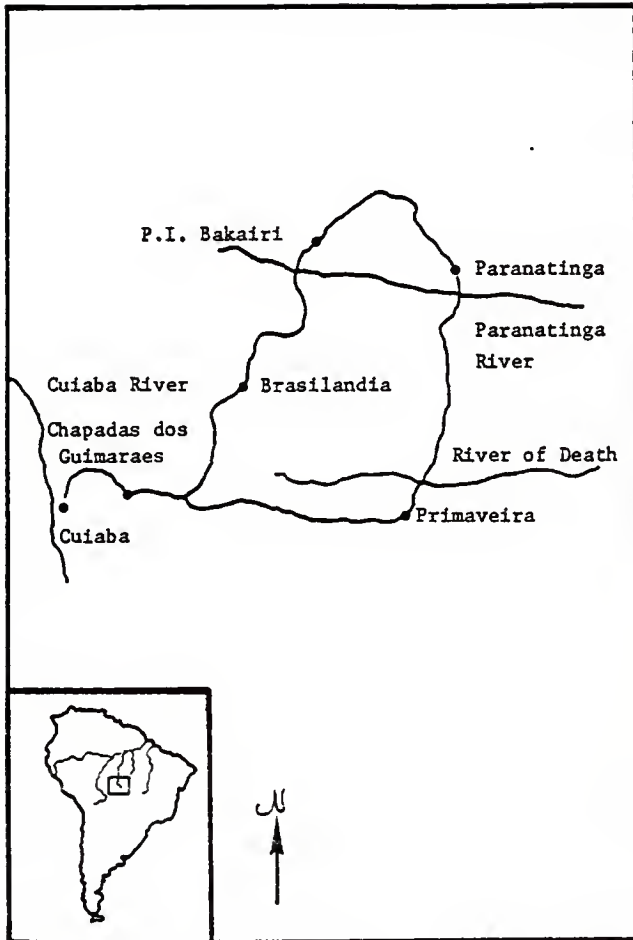 P.I. Bakairi
Paranatinga
Paranatinga
River
Cuiaba River
Brasilandia
Chapadas dos
Guimaraes
River of Death
Primaveira
Cuiaba
N